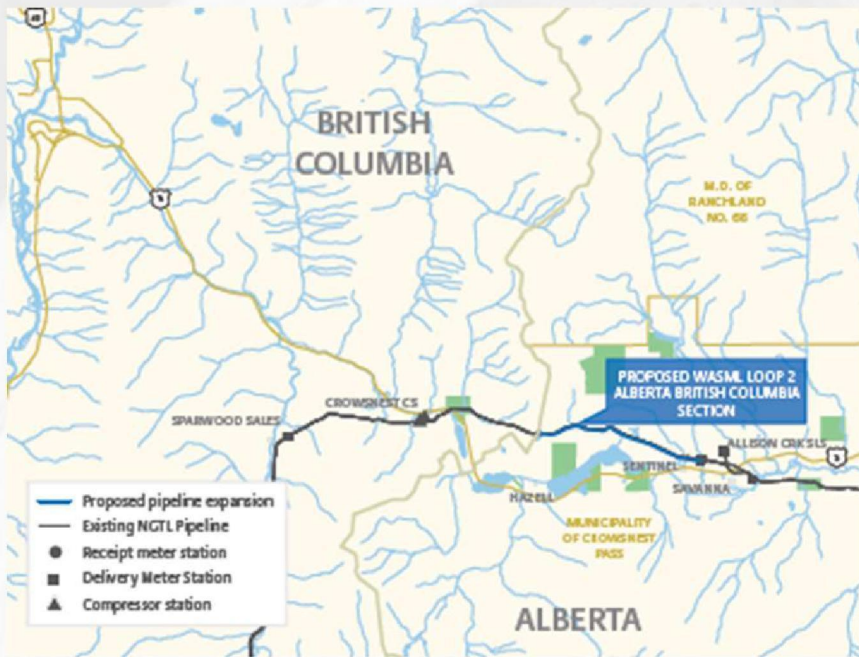 BRITISH
COLUMBIA
M.D. OF
RANCHLAND
NO. 66
PROPOSED WASML LOOP 2
ALBERTA BRITISH COLUMBIA
SECTION
CROWSNEST CS
SPARWOOD SALES
ALLISON CRK SLS
SENTINEL
SAVANNA
HAZELL
MUNICIPALITY
OF CROWSNEST
PASS
ALBERTA
Proposed pipeline expansion
Existing NGTL Pipeline
Receipt meter station
Delivery Meter Station
Compressor station